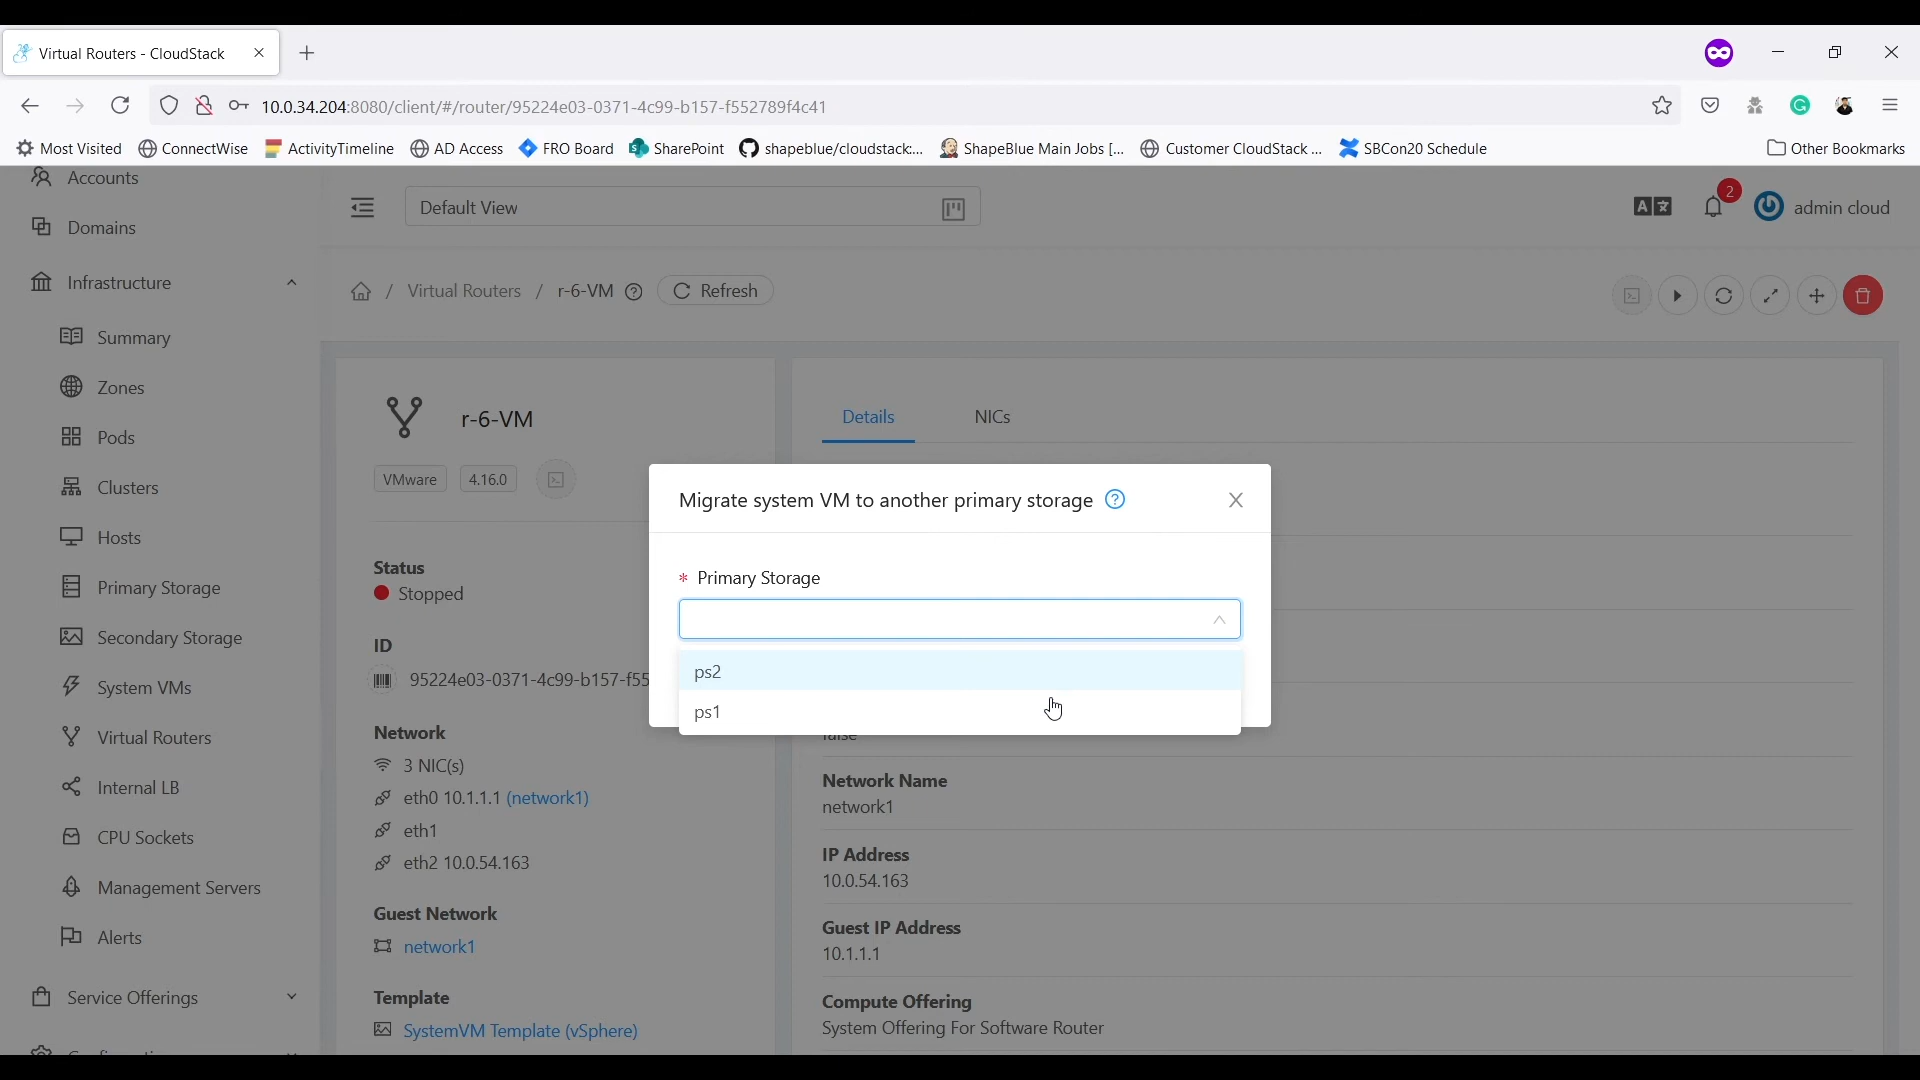 Virtual Routers - CloudStack
10.0.34.204:8080/client/#/router/95224e03-0371-4c99-b157-f552789f4c41
Most Visited
ConnectWise
ActivityTimeline
AD Access
FRO Board
SharePoint
shapeblue/cloudstack:...
ShapeBlue Main Jobs [...
Customer CloudStack ...
SBCon20 Schedule
Other Bookmarks
Accounts
Domains
Infrastructure
Summary
Zones
Pods
Clusters
Hosts
Primary Storage
Secondary Storage
System VMs
Virtual Routers
Internal LB
CPU Sockets
Management Servers
Alerts
Service Offerings
Default View
2
admin cloud
/ Virtual Routers / r-6-VM
Refresh
r-6-VM
VMware
4.16.0
Status
Stopped
ID
95224e03-0371-4c99-b157-f55
Network
3 NIC(s)
eth0 10.1.1.1 (network1)
eth1
eth2 10.0.54.163
Guest Network
network1
Template
SystemVM Template (vSphere)
Details
NICs
Migrate system VM to another primary storage
* Primary Storage
ps2
ps1
false
Network Name
network1
IP Address
10.0.54.163
Guest IP Address
10.1.1.1
Compute Offering
System Offering For Software Router